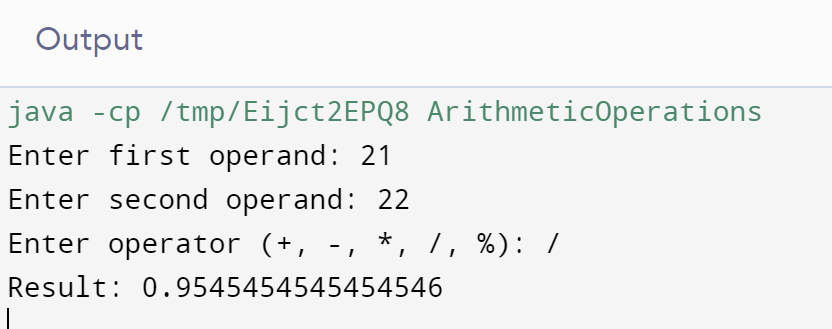 Output
java -cp /tmp/Eijct2EPQ8 ArithmeticOperations
Enter first operand: 21
Enter second operand: 22
Enter operator (+, -, *, /, %): /
Result: 0.9545454545454546